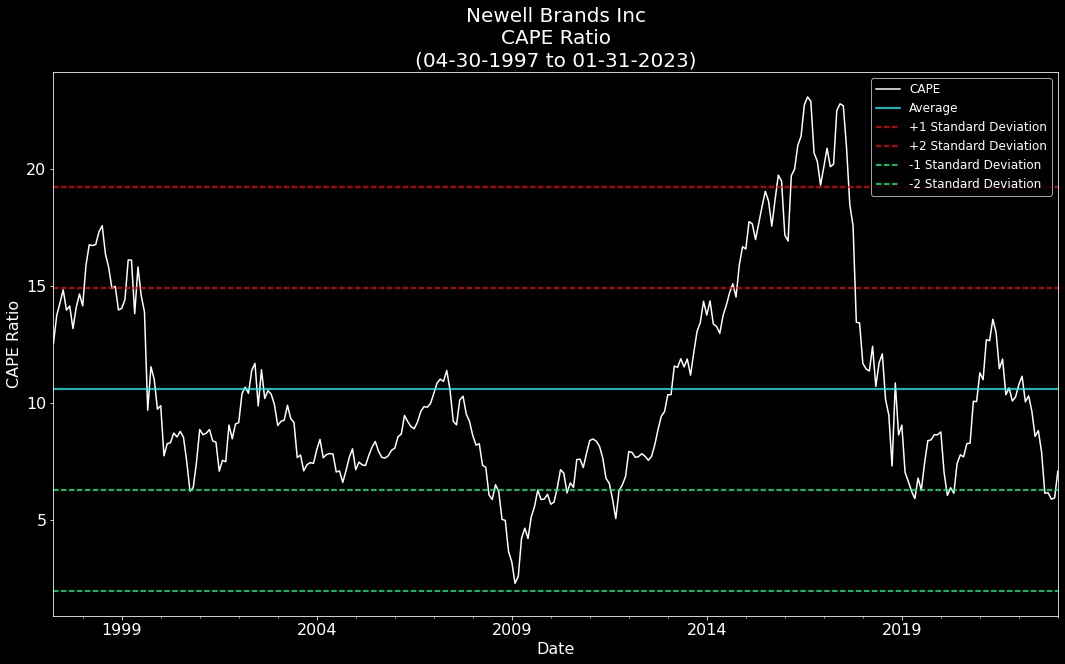 Newell Brands Inc
CAPE Ratio
(04-30-1997 to 01-31-2023)
CAPE
Average
+1 Standard Deviation
+2 Standard Deviation
-1 Standard Deviation
-2 Standard Deviation
CAPE Ratio
20
15
10
5
1999
2004
2009
2014
2019
Date